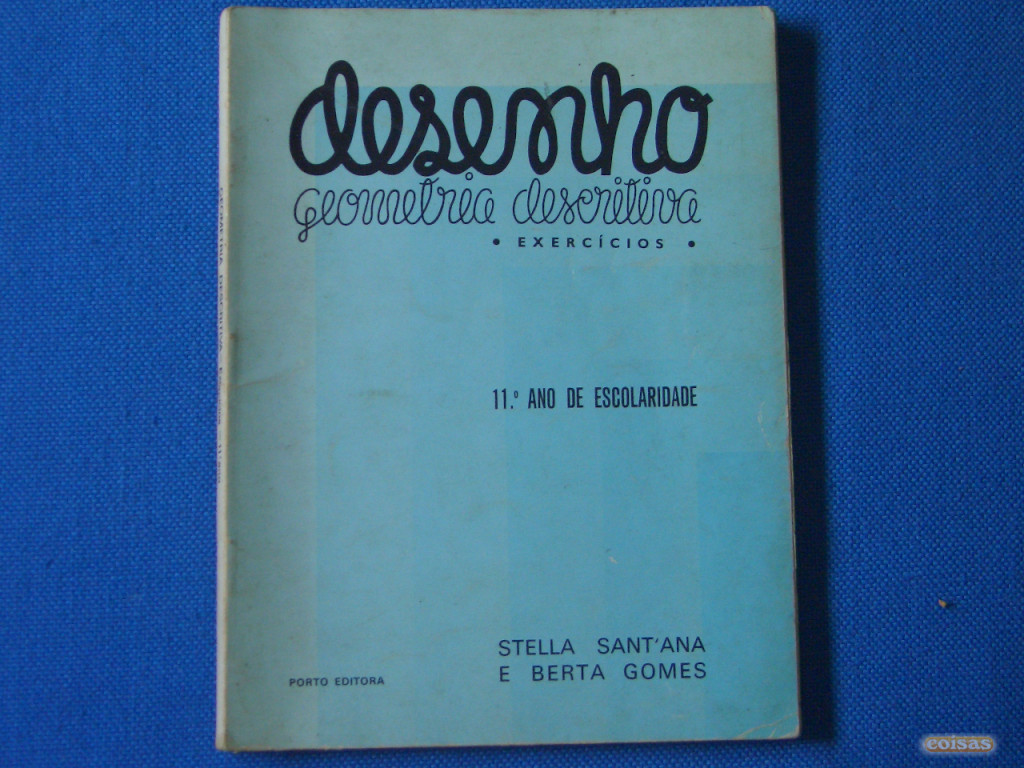 desenho
geometria descritiva
• EXERCÍCIOS •
11.º ANO DE ESCOLARIDADE
STELLA SANT'ANA
E BERTA GOMES
PORTO EDITORA
coisas